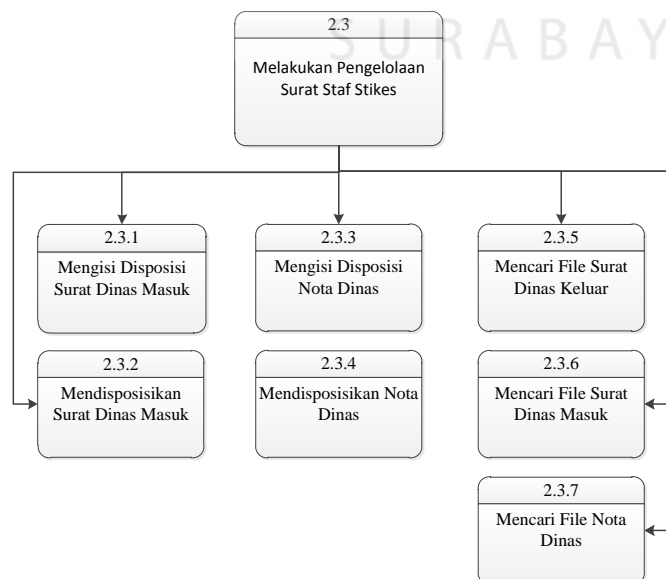 SURABAY
2.3
Melakukan Pengelolaan
Surat Staf Stikes
2.3.1
Mengisi Disposisi
Surat Dinas Masuk
2.3.3
Mengisi Disposisi
Nota Dinas
2.3.5
Mencari File Surat
Dinas Keluar
2.3.2
Mendisposisikan
Surat Dinas Masuk
2.3.4
Mendisposisikan Nota
Dinas
2.3.6
Mencari File Surat
Dinas Masuk
2.3.7
Mencari File Nota
Dinas